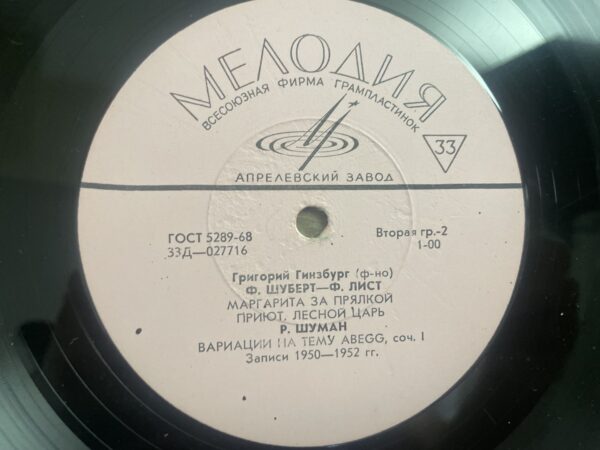 МЕЛОДИЯ
ВСЕСОЮЗНАЯ ФИРМА ГРАМПЛАСТИНОК
33
АПРЕЛЕВСКИЙ ЗАВОД
ГОСТ 5289-68
33Д—027716
Вторая гр.-2
1-00
Григорий Гинзбург (ф-но)
Ф. ШУБЕРТ—Ф. ЛИСТ
МАРГАРИТА ЗА ПРЯЛКОЙ
ПРИЮТ. ЛЕСНОЙ ЦАРЬ
Р. ШУМАН
ВАРИАЦИИ НА ТЕМУ ABEGG, соч. I
Записи 1950—1952 гг.